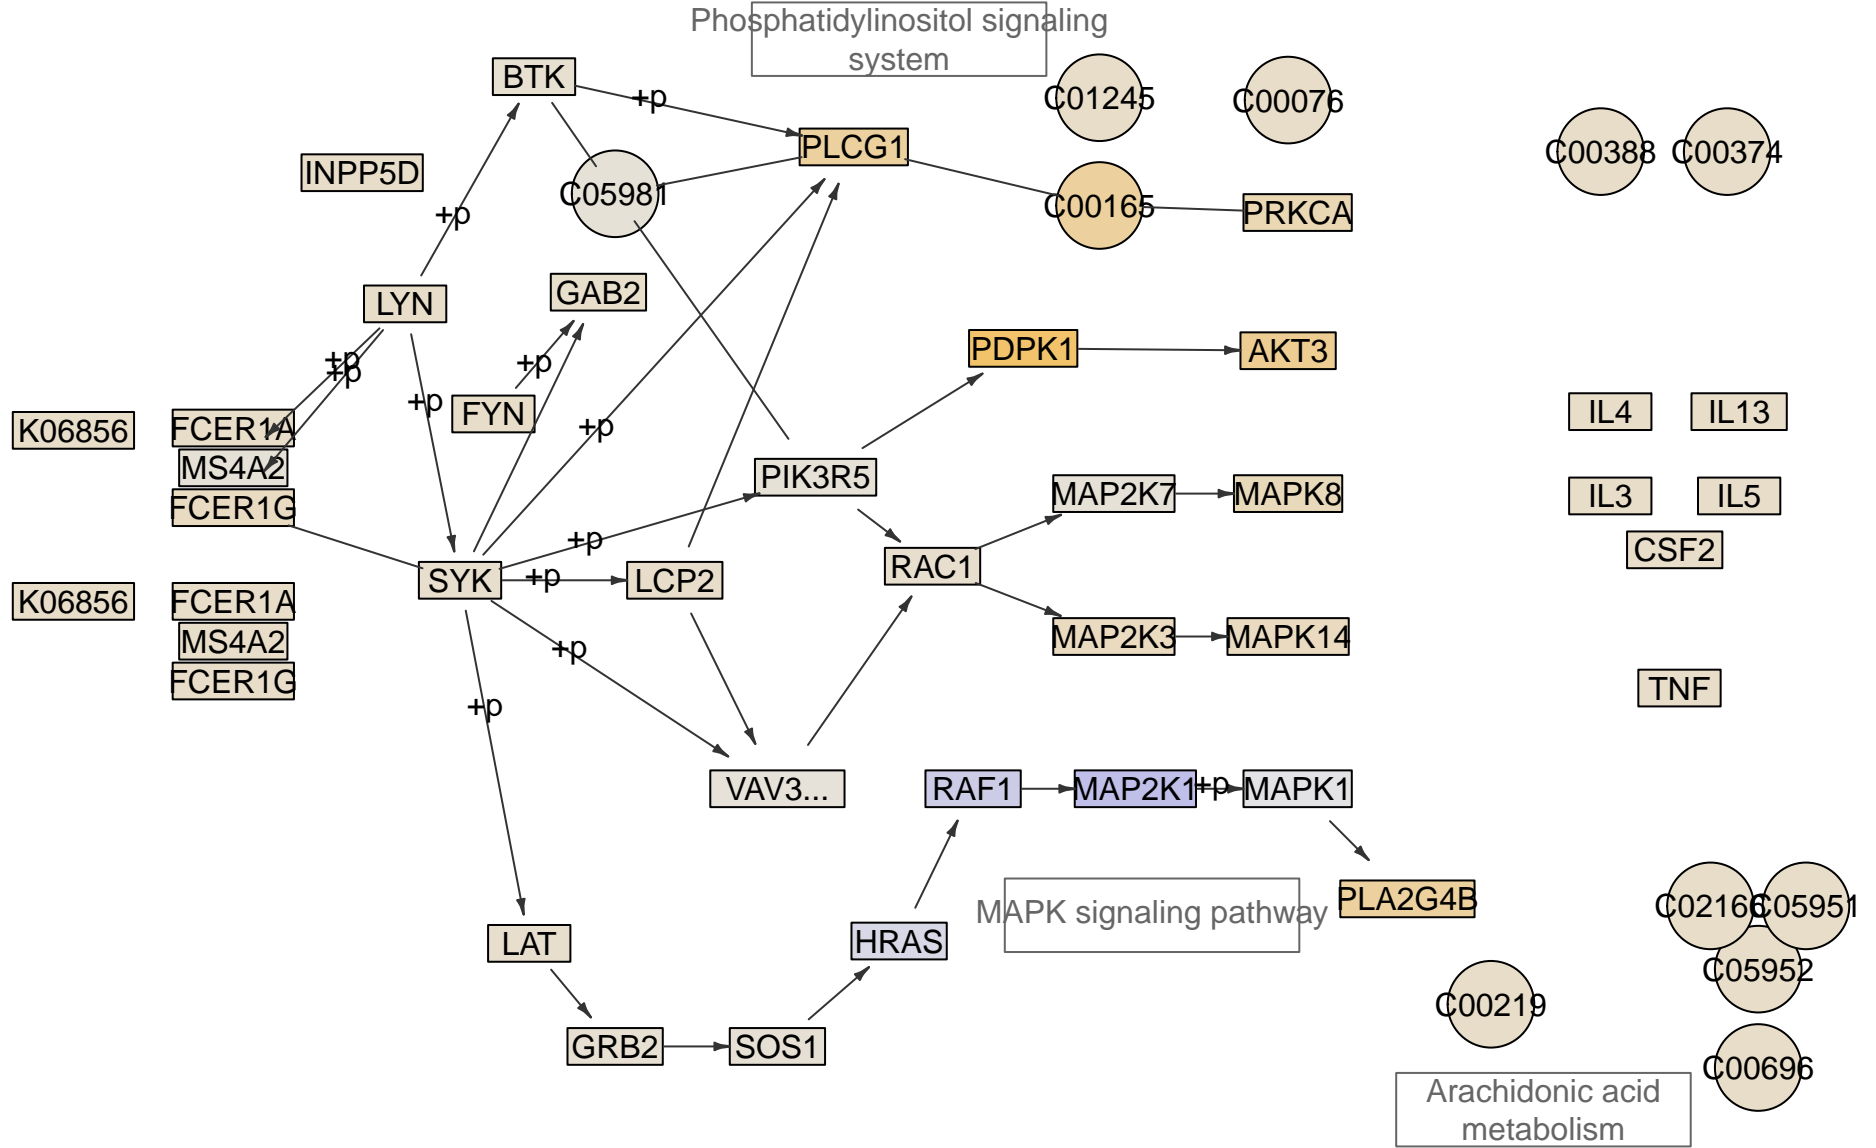 Phosphatidylinositol signaling
system
BTK
+p
C01245
C00076
PLCG1
C00388
C00374
INPP5D
C05981
C00165
PRKCA
+p
LYN
GAB2
+p
+p
+p
PDPK1
AKT3
+p
FYN
+p
K06856
FCER1A
IL4
IL13
MS4A2
PIK3R5
FCER1G
MAP2K7
MAPK8
IL3
IL5
+p
CSF2
SYK
+p
LCP2
RAC1
K06856
FCER1A
MS4A2
+p
MAP2K3
MAPK14
FCER1G
TNF
+p
VAV3...
RAF1
MAP2K1
+p
MAPK1
PLA2G4B
MAPK signaling pathway
C02166
C05951
LAT
HRAS
C05952
C00219
GRB2
SOS1
C00696
Arachidonic acid
metabolism